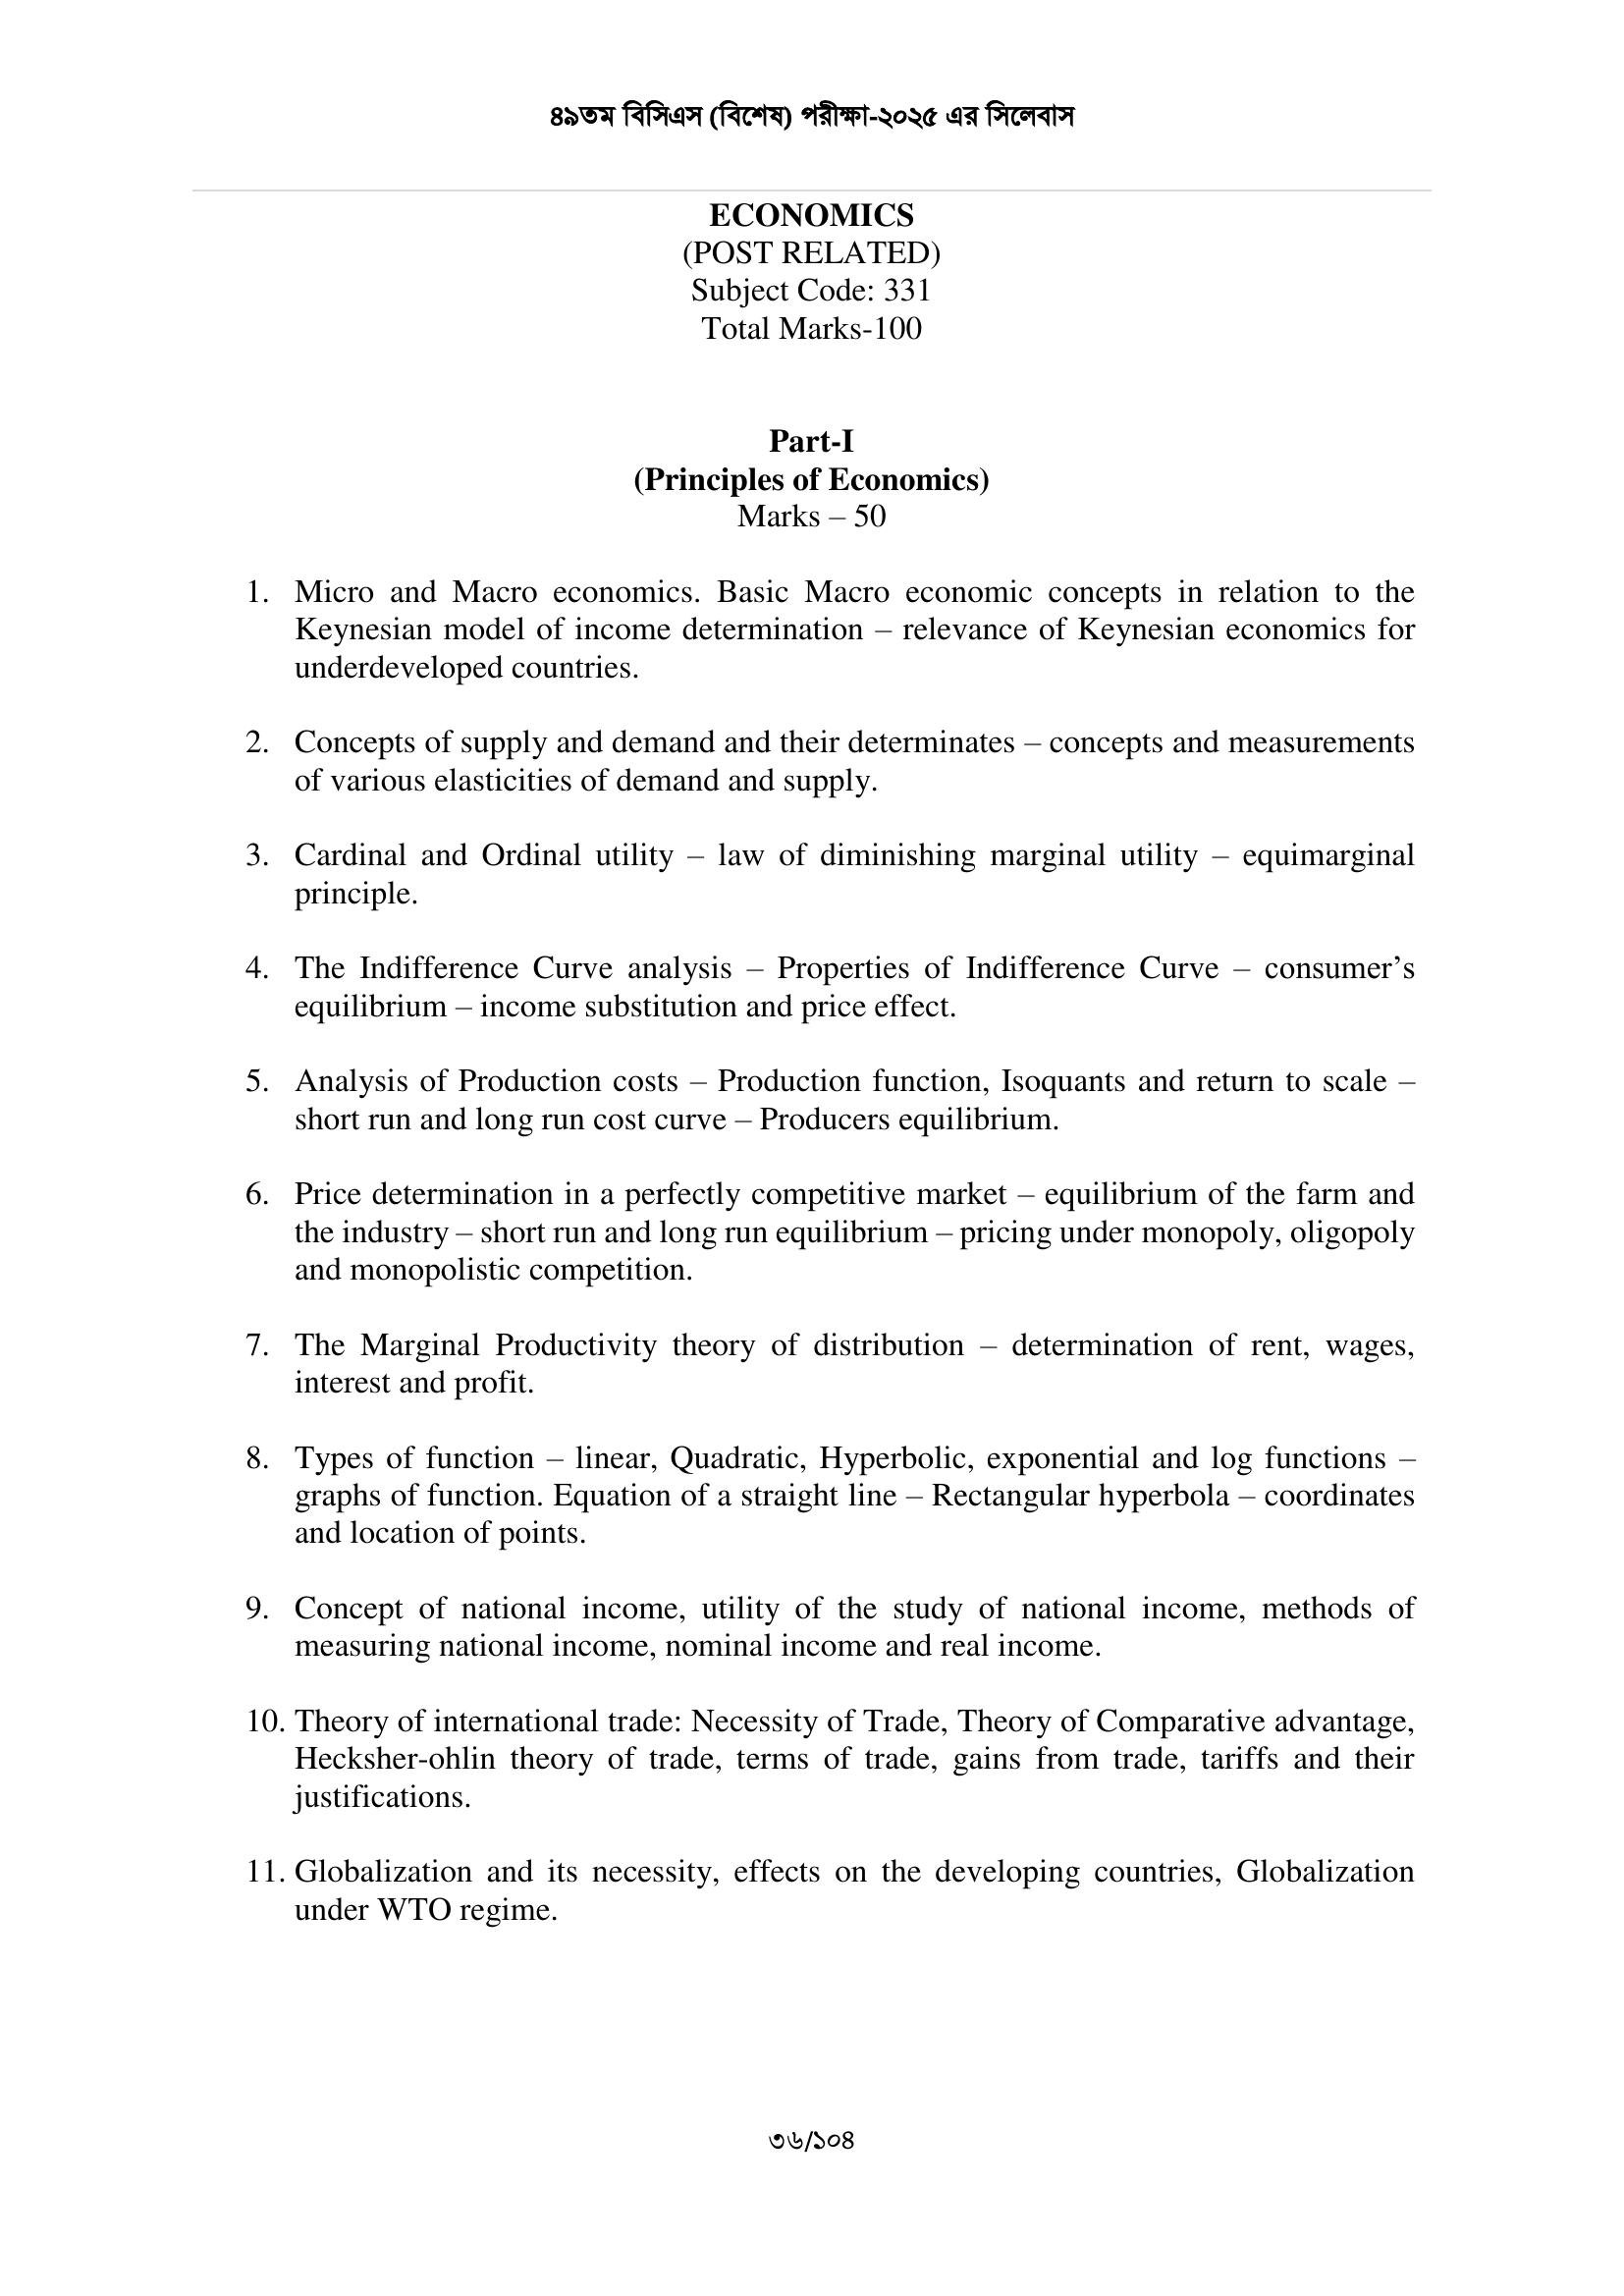 ৪৯তম বিসিএস (বিশেষ) পরীক্ষা-২০২৫ এর সিলেবাস
ECONOMICS
(POST RELATED)
Subject Code: 331
Total Marks-100
Part-I
(Principles of Economics)
Marks – 50
1. Micro and Macro economics. Basic Macro economic concepts in relation to the
Keynesian model of income determination – relevance of Keynesian economics for
underdeveloped countries.
2. Concepts of supply and demand and their determinates – concepts and measurements
of various elasticities of demand and supply.
3. Cardinal and Ordinal utility – law of diminishing marginal utility – equimarginal
principle.
4. The Indifference Curve analysis – Properties of Indifference Curve – consumer’s
equilibrium – income substitution and price effect.
5. Analysis of Production costs – Production function, Isoquants and return to scale –
short run and long run cost curve – Producers equilibrium.
6. Price determination in a perfectly competitive market – equilibrium of the farm and
the industry – short run and long run equilibrium – pricing under monopoly, oligopoly
and monopolistic competition.
7. The Marginal Productivity theory of distribution – determination of rent, wages,
interest and profit.
8. Types of function – linear, Quadratic, Hyperbolic, exponential and log functions –
graphs of function. Equation of a straight line – Rectangular hyperbola – coordinates
and location of points.
9. Concept of national income, utility of the study of national income, methods of
measuring national income, nominal income and real income.
10. Theory of international trade: Necessity of Trade, Theory of Comparative advantage,
Hecksher-ohlin theory of trade, terms of trade, gains from trade, tariffs and their
justifications.
11. Globalization and its necessity, effects on the developing countries, Globalization
under WTO regime.
৩৬/১০৪